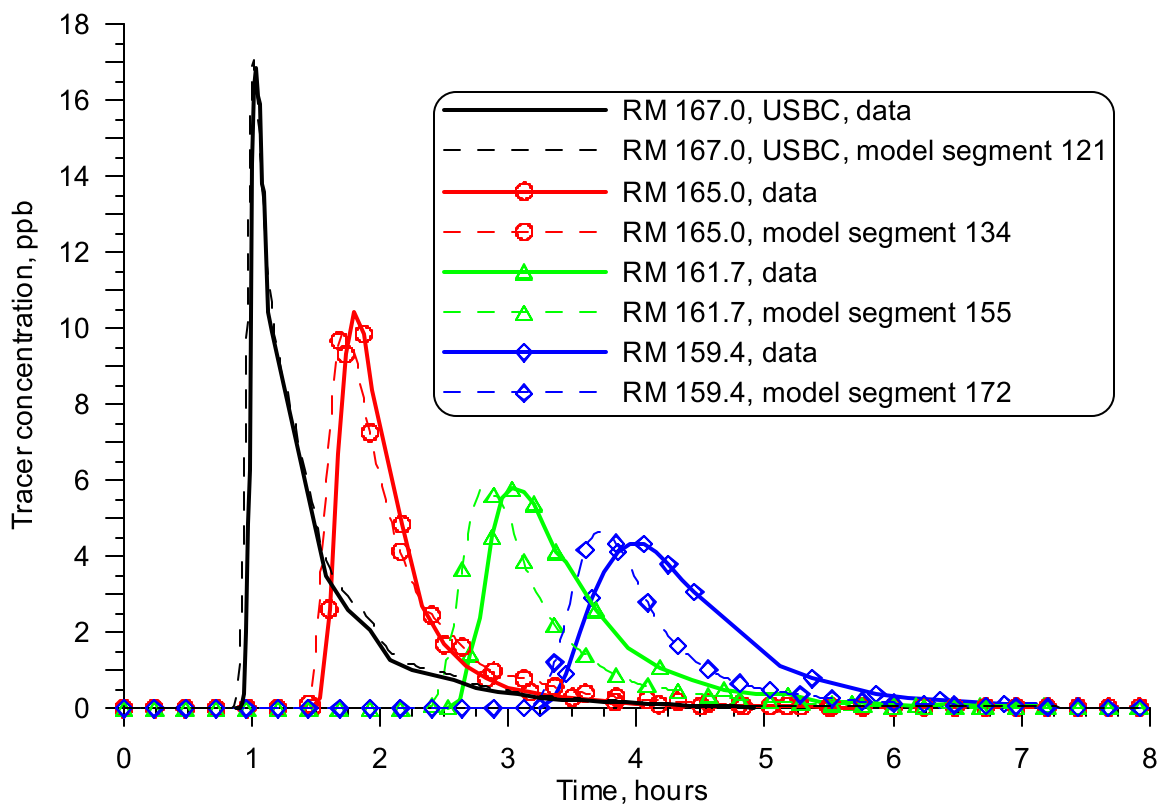 18
16
14
12
10
8
6
4
2
0
Tracer concentration, ppb
RM 167.0, USBC, data
RM 167.0, USBC, model segment 121
RM 165.0, data
RM 165.0, model segment 134
RM 161.7, data
RM 161.7, model segment 155
RM 159.4, data
RM 159.4, model segment 172
0 1 2 3 4 5 6 7 8
Time, hours